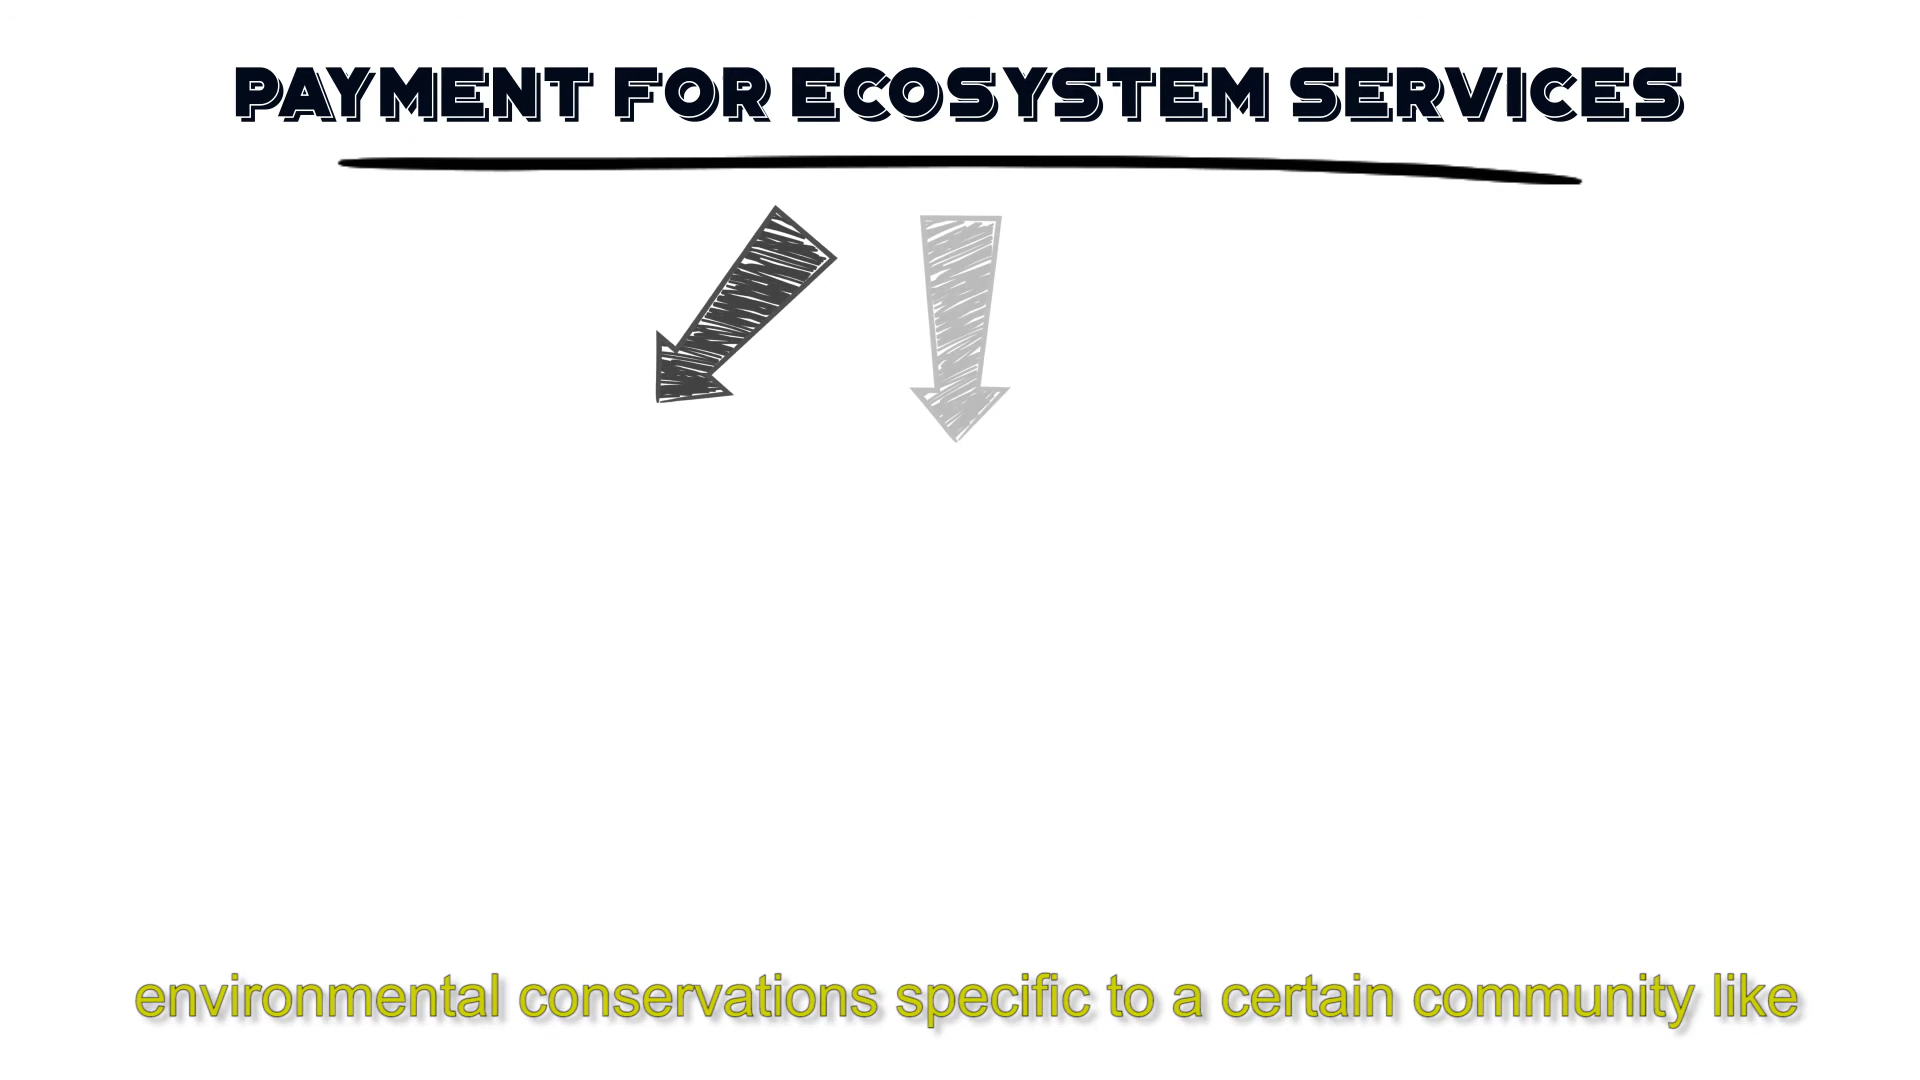 PAYMENT FOR ECOSYSTEM SERVICES
environmental conservations specific to a certain community like